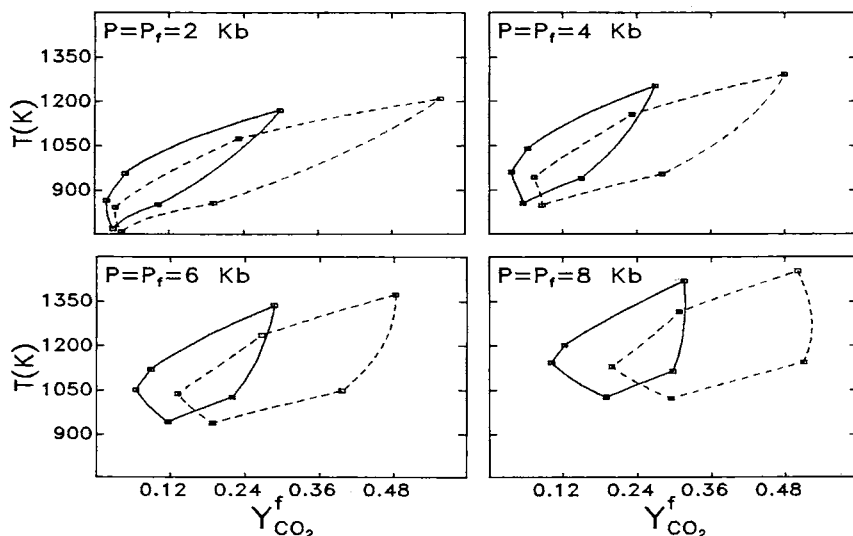 P=P_f=2 Kb
P=P_f=4 Kb
T(K)
1350
1200
1050
900
P=P_f=6 Kb
P=P_f=8 Kb
T(K)
1350
1200
1050
900
0.12 0.24 0.36 0.48
0.12 0.24 0.36 0.48
Y^f_CO₂
Y^f_CO₂